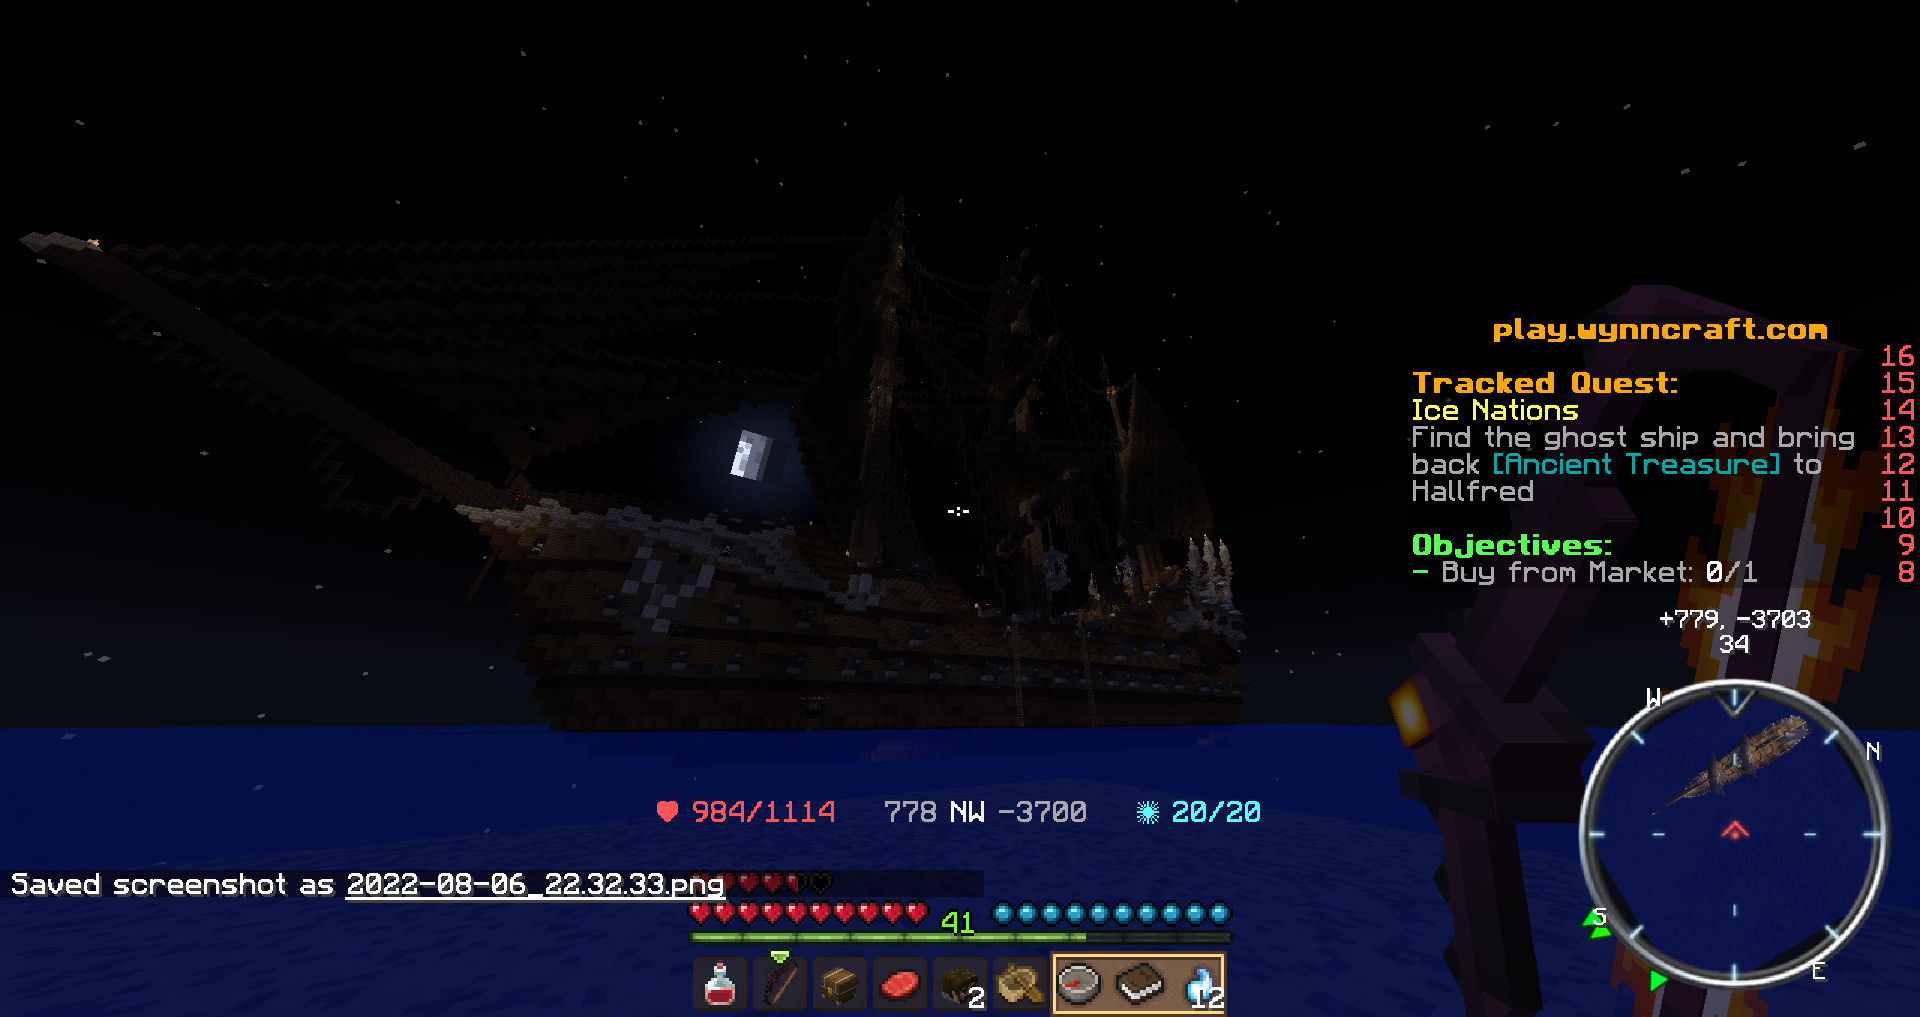 play.wynncraft.com
16
Tracked Quest: 15
Ice Nations 14
Find the ghost ship and bring 13
back [Ancient Treasure] to 12
Hallfred 11
10
Objectives: 9
- Buy from Market: 0/1 8
+779, -3703
34
W
N
S
E
984/1114 778 NW -3700 20/20
Saved screenshot as 2022-08-06_22.32.33.png
41
2
12